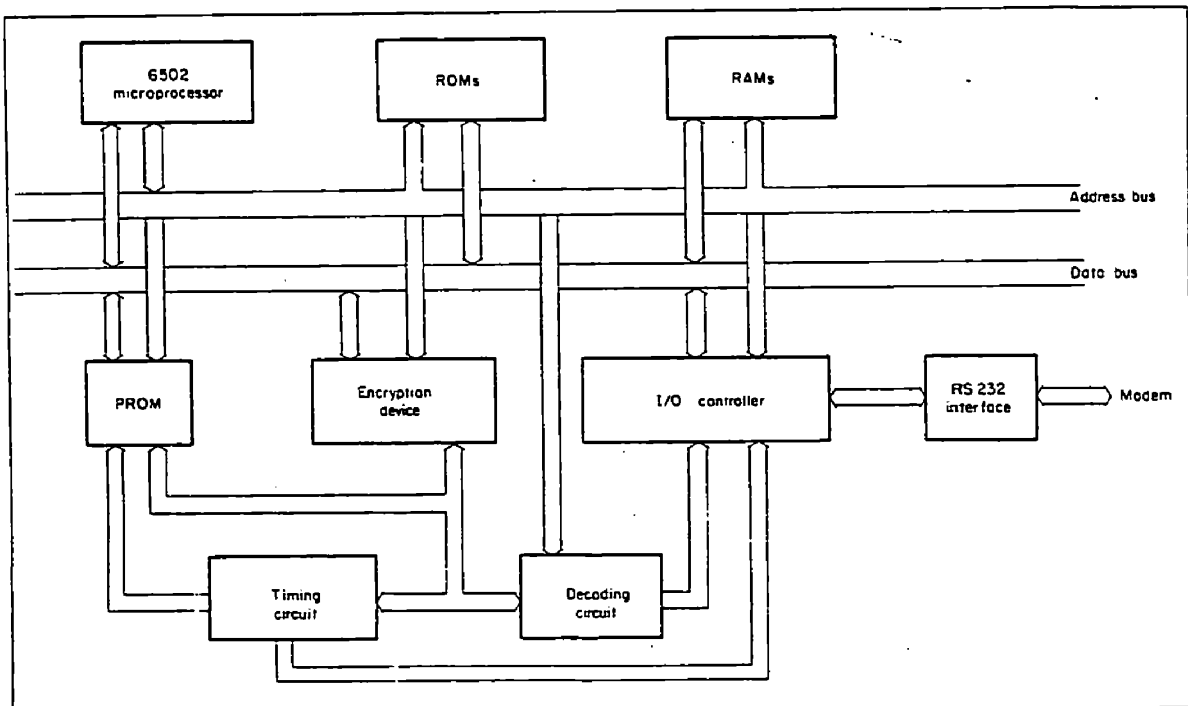 6502
microprocessor
ROMs
RAMs
Address bus
Data bus
PROM
Encryption
device
I/O controller
RS 232
interface
Modem
Timing
circuit
Decoding
circuit